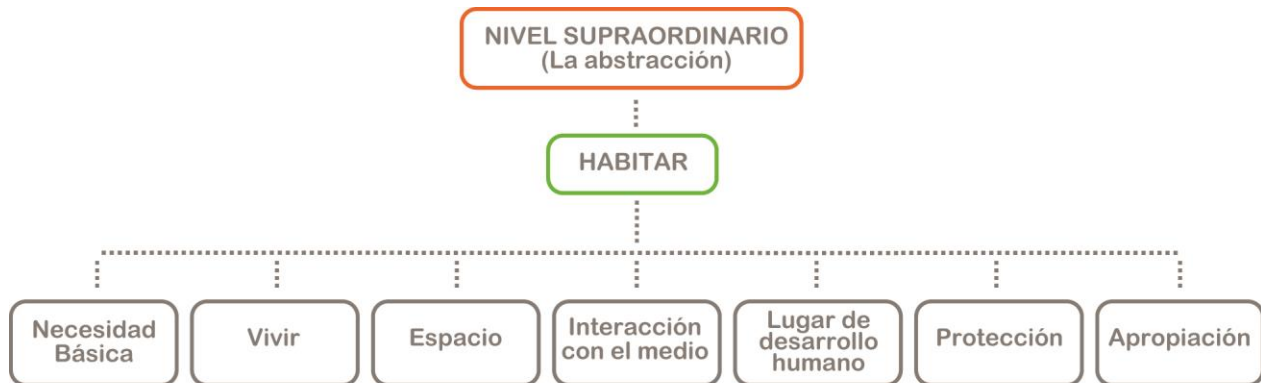 NIVEL SUPRAORDINARIO
(La abstracción)
HABITAR
Necesidad
Básica
Vivir
Espacio
Interacción
con el medio
Lugar de
desarrollo
humano
Protección
Apropiación